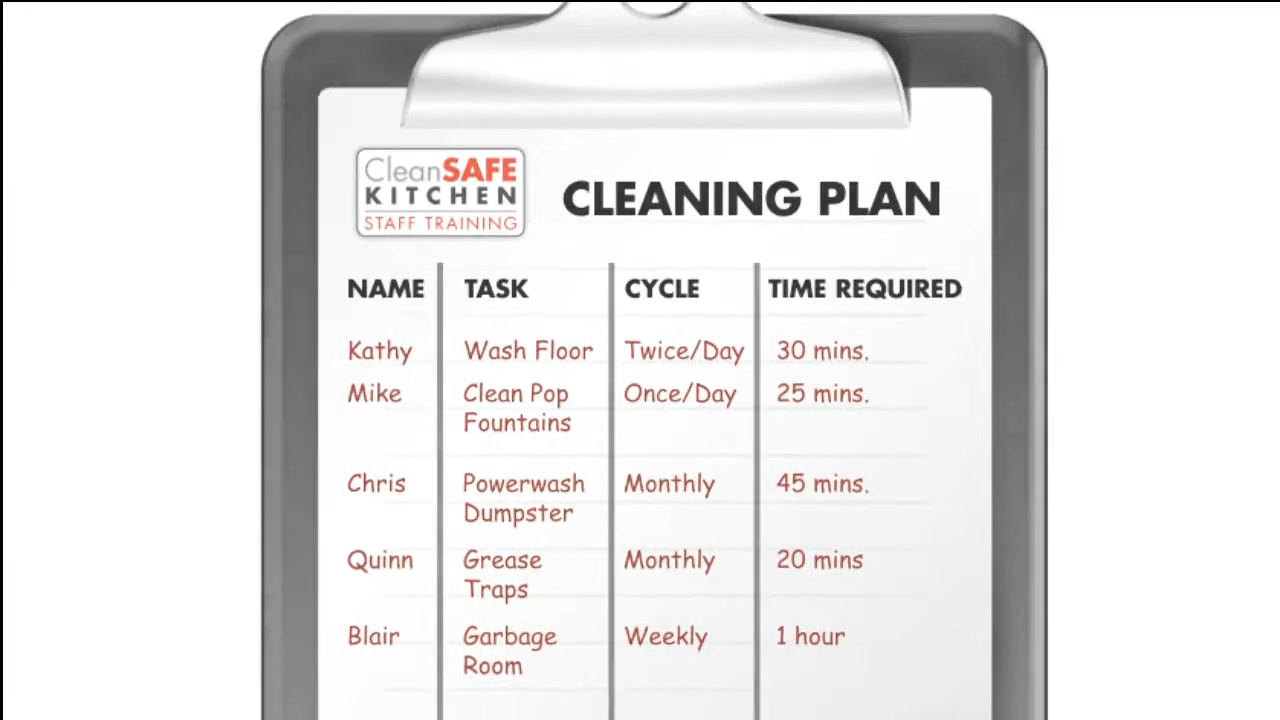 CleanSAFE
KITCHEN
STAFF TRAINING
CLEANING PLAN
NAME TASK CYCLE TIME REQUIRED
Kathy Wash Floor Twice/Day 30 mins.
Mike Clean Pop Once/Day 25 mins.
Fountains
Chris Powerwash Monthly 45 mins.
Dumpster
Quinn Grease Monthly 20 mins
Traps
Blair Garbage Weekly 1 hour
Room